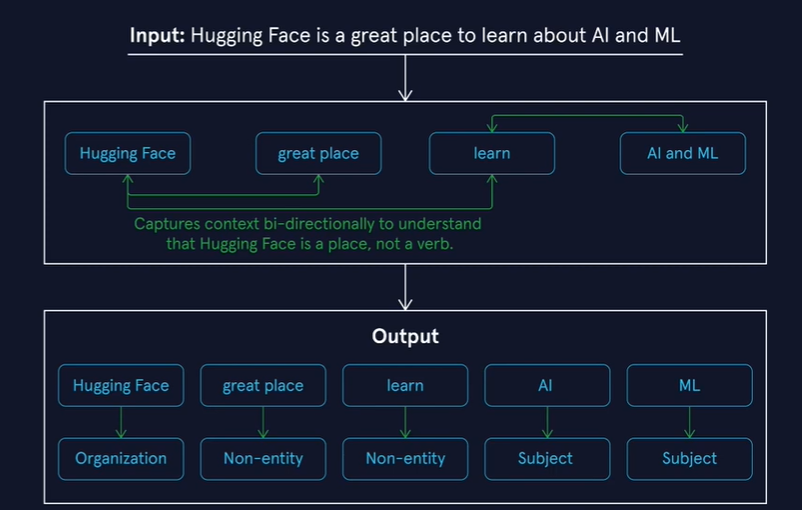 Input: Hugging Face is a great place to learn about AI and ML
Hugging Face
great place
learn
AI and ML
Captures context bi-directionally to understand
that Hugging Face is a place, not a verb.
Output
Hugging Face
great place
learn
AI
ML
Organization
Non-entity
Non-entity
Subject
Subject